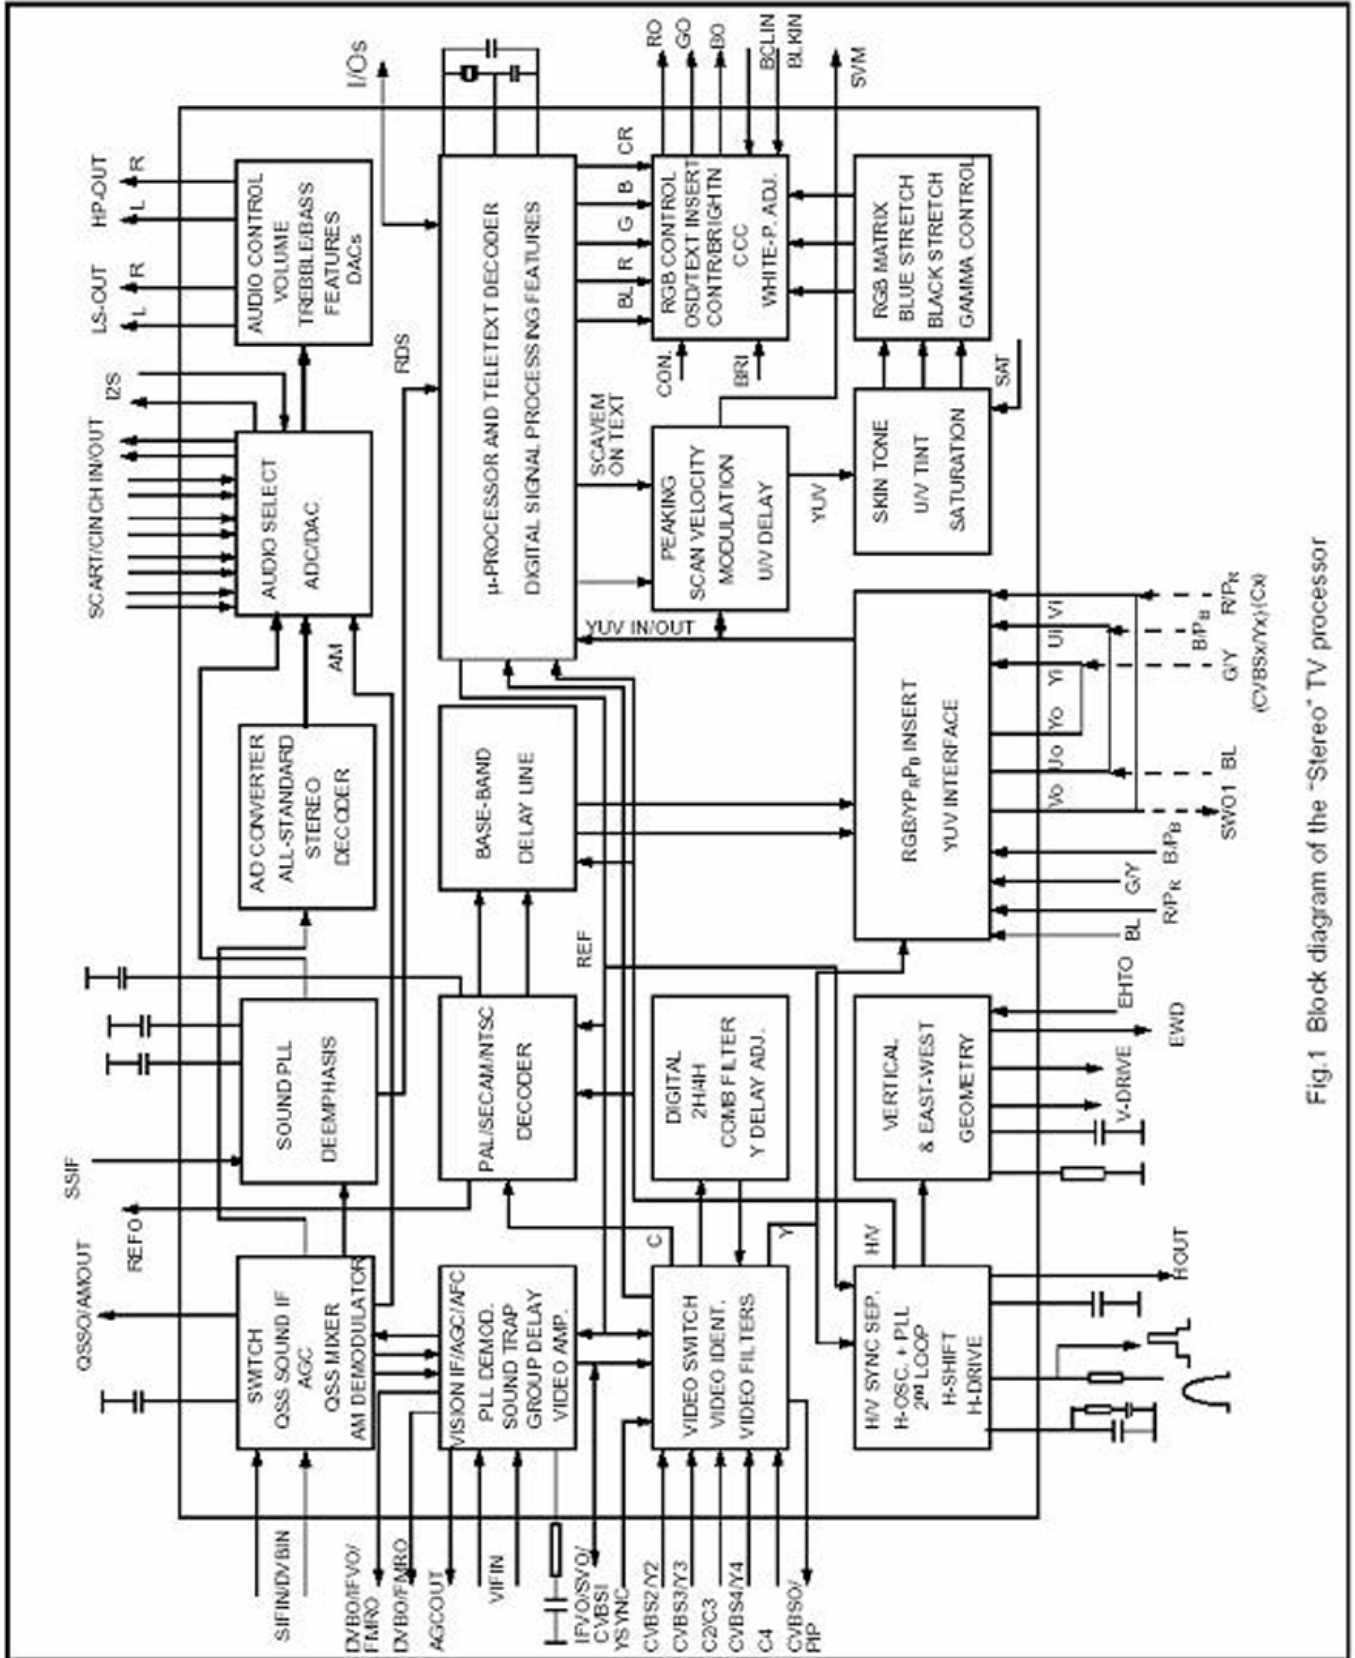 SIFIN/DVBIN
DVBO/IFVO/
FMRO
DVBO/FMRO
AGCOUT
VIFIN
IFVO/SVO/
CVBSI
YSYNC
CVBS2/Y2
CVBS3/Y3
C2/C3
CVBS4/Y4
C4
CVBSO/
PIP
QSSO/AMOUT
REFO
SSIF
SWITCH
QSS SOUND IF
AGC
QSS MIXER
AM DEMODULATOR
VISION IF/AGC/AFC
PLL DEMOD.
SOUND TRAP
GROUP DELAY
VIDEO AMP.
VIDEO SWITCH
VIDEO IDENT.
VIDEO FILTERS
H/V SYNC SEP.
H-OSC. + PLL
2nd LOOP
H-SHIFT
H-DRIVE
HOUT
C
Y
H/V
SOUND PLL
DEEMPHASIS
PAL/SECAM/NTSC
DECODER
DIGITAL
2H/4H
COMB FILTER
Y DELAY ADJ.
VERTICAL
& EAST-WEST
GEOMETRY
V-DRIVE
EWD
EHTO
REF
AD CONVERTER
ALL-STANDARD
STEREO
DECODER
BASE-BAND
DELAY LINE
RGB/YPRPB INSERT
YUV INTERFACE
BL
R/PR
G/Y
B/PB
Vo
Uo
Yo
Yi
Ui
Vi
SWO1
BL
G/Y
B/PB
R/PR
(CVBSx/Yx)
(Cx)
AM
SCART/CINCH IN/OUT
I2S
AUDIO SELECT
ADC/DAC
RDS
YUV IN/OUT
SCAVEM
ON TEXT
µ-PROCESSOR AND TELETEXT DECODER
DIGITAL SIGNAL PROCESSING FEATURES
PEAKING
SCAN VELOCITY
MODULATION
U/V DELAY
YUV
SKIN TONE
U/V TINT
SATURATION
SAT
LS-OUT
L
R
HP-OUT
L
R
AUDIO CONTROL
VOLUME
TREBBLE/BASS
FEATURES
DACs
I/Os
BL
R
G
B
CR
CON.
BRI
RGB CONTROL
OSD/TEXT INSERT
CONTR/BRIGHTN
CCC
WHITE-P. ADJ.
RGB MATRIX
BLUE STRETCH
BLACK STRETCH
GAMMA CONTROL
RO
GO
BO
BCLIN
BLKIN
SVM
Fig.1 Block diagram of the "Stereo" TV processor